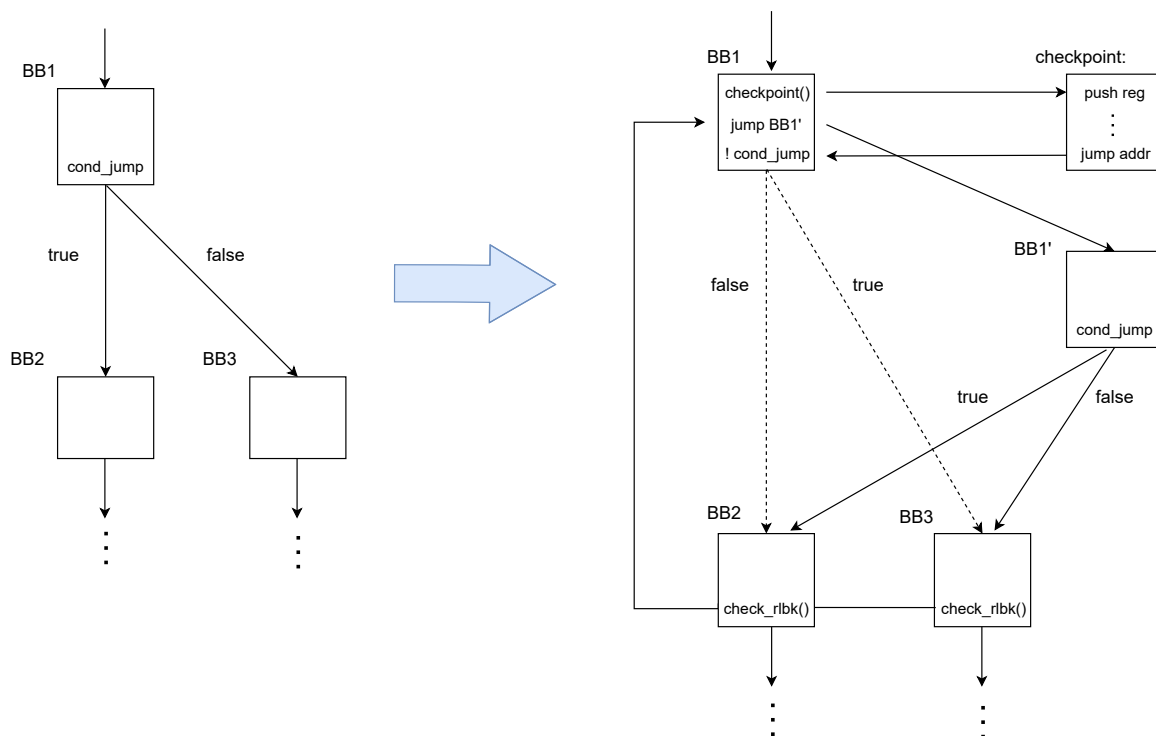 BB1
cond_jump
true
false
BB2
BB3
BB1
checkpoint:
checkpoint()
push reg
jump BB1'
! cond_jump
jump addr
BB1'
cond_jump
false
true
true
false
BB2
BB3
check_rlbk()
check_rlbk()